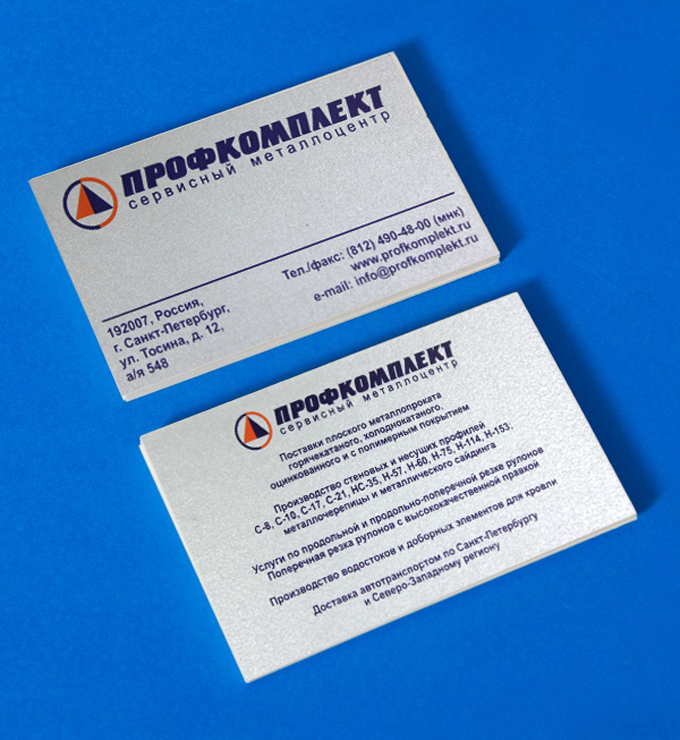 ПРОФКОМПЛЕКТ
сервисный металлоцентр
Тел./факс: (812) 490-48-00 (мнк)
www.profkomplekt.ru
e-mail: info@profkomplekt.ru
192007, Россия,
г. Санкт-Петербург,
ул. Тосина, д. 12,
а/я 548
ПРОФКОМПЛЕКТ
сервисный металлоцентр
Поставки плоского металлопроката
горячекатаного, холоднокатаного,
оцинкованного и с полимерным покрытием
Производство стеновых и несущих профилей
С-8, С-10, С-17, С-21, НС-35, Н-57, Н-60, Н-75, Н-114, Н-153;
металлочерепицы и металлического сайдинга
Услуги по продольной и продольно-поперечной резке рулонов
Поперечная резка рулонов с высококачественной правкой
Производство водостоков и доборных элементов для кровли
Доставка автотранспортом по Санкт-Петербургу
и Северо-Западному региону